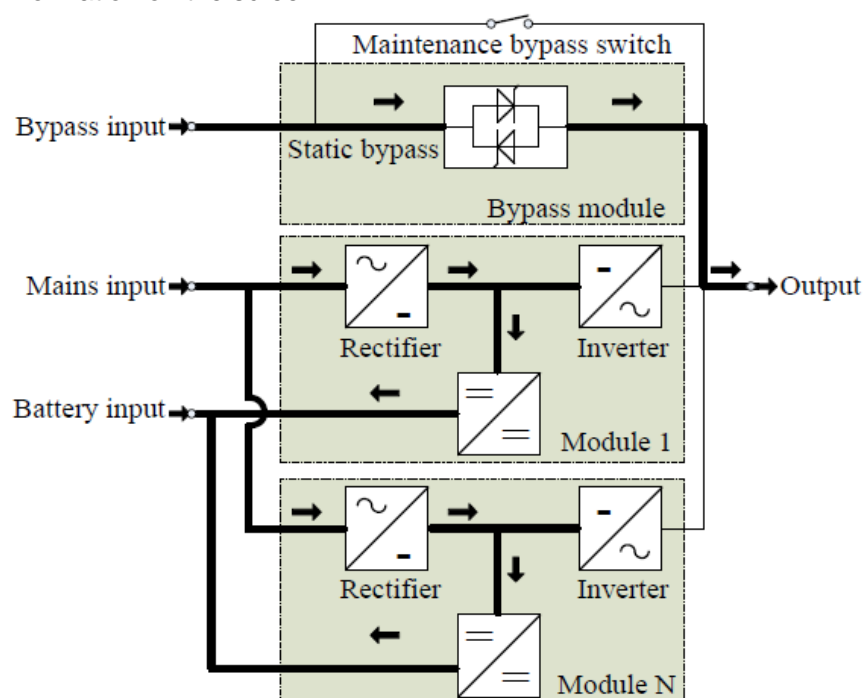 Maintenance bypass switch
Bypass input
Static bypass
Bypass module
Mains input
Output
Rectifier
Inverter
Battery input
Module 1
Rectifier
Inverter
Module N